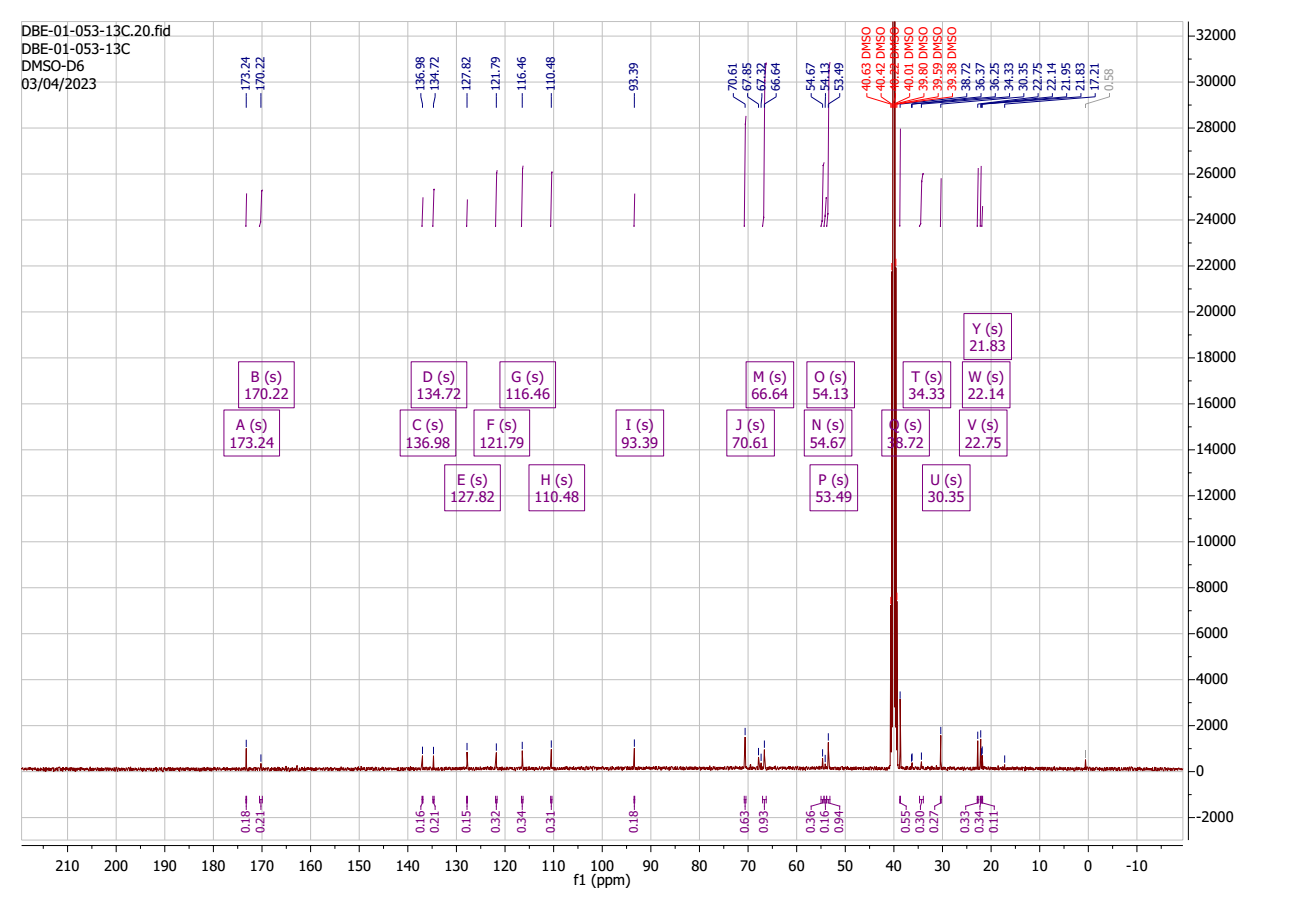 DBE-01-053-13C.20.fid
DBE-01-053-13C
DMSO-D6
03/04/2023
173.24
170.22
136.98
134.72
127.82
121.79
116.46
110.48
93.39
70.61
67.85
67.32
66.64
54.67
54.13
53.49
40.63 DMSO
40.42 DMSO
40.22 DMSO
40.01 DMSO
39.80 DMSO
39.59 DMSO
39.38 DMSO
38.72
36.37
36.25
34.33
30.35
22.75
22.14
21.95
21.83
17.21
0.58
Y (s)
21.83
B (s)
170.22
D (s)
134.72
G (s)
116.46
M (s)
66.64
O (s)
54.13
T (s)
34.33
W (s)
22.14
A (s)
173.24
C (s)
136.98
F (s)
121.79
I (s)
93.39
J (s)
70.61
N (s)
54.67
Q (s)
38.72
V (s)
22.75
E (s)
127.82
H (s)
110.48
P (s)
53.49
U (s)
30.35
0.18
0.21
0.16
0.21
0.15
0.32
0.34
0.31
0.18
0.63
0.93
0.36
0.16
0.94
0.55
0.30
0.27
0.33
0.34
0.11
32000
30000
28000
26000
24000
22000
20000
18000
16000
14000
12000
10000
8000
6000
4000
2000
0
-2000
210 200 190 180 170 160 150 140 130 120 110 100 90 80 70 60 50 40 30 20 10 0 -10
f1 (ppm)